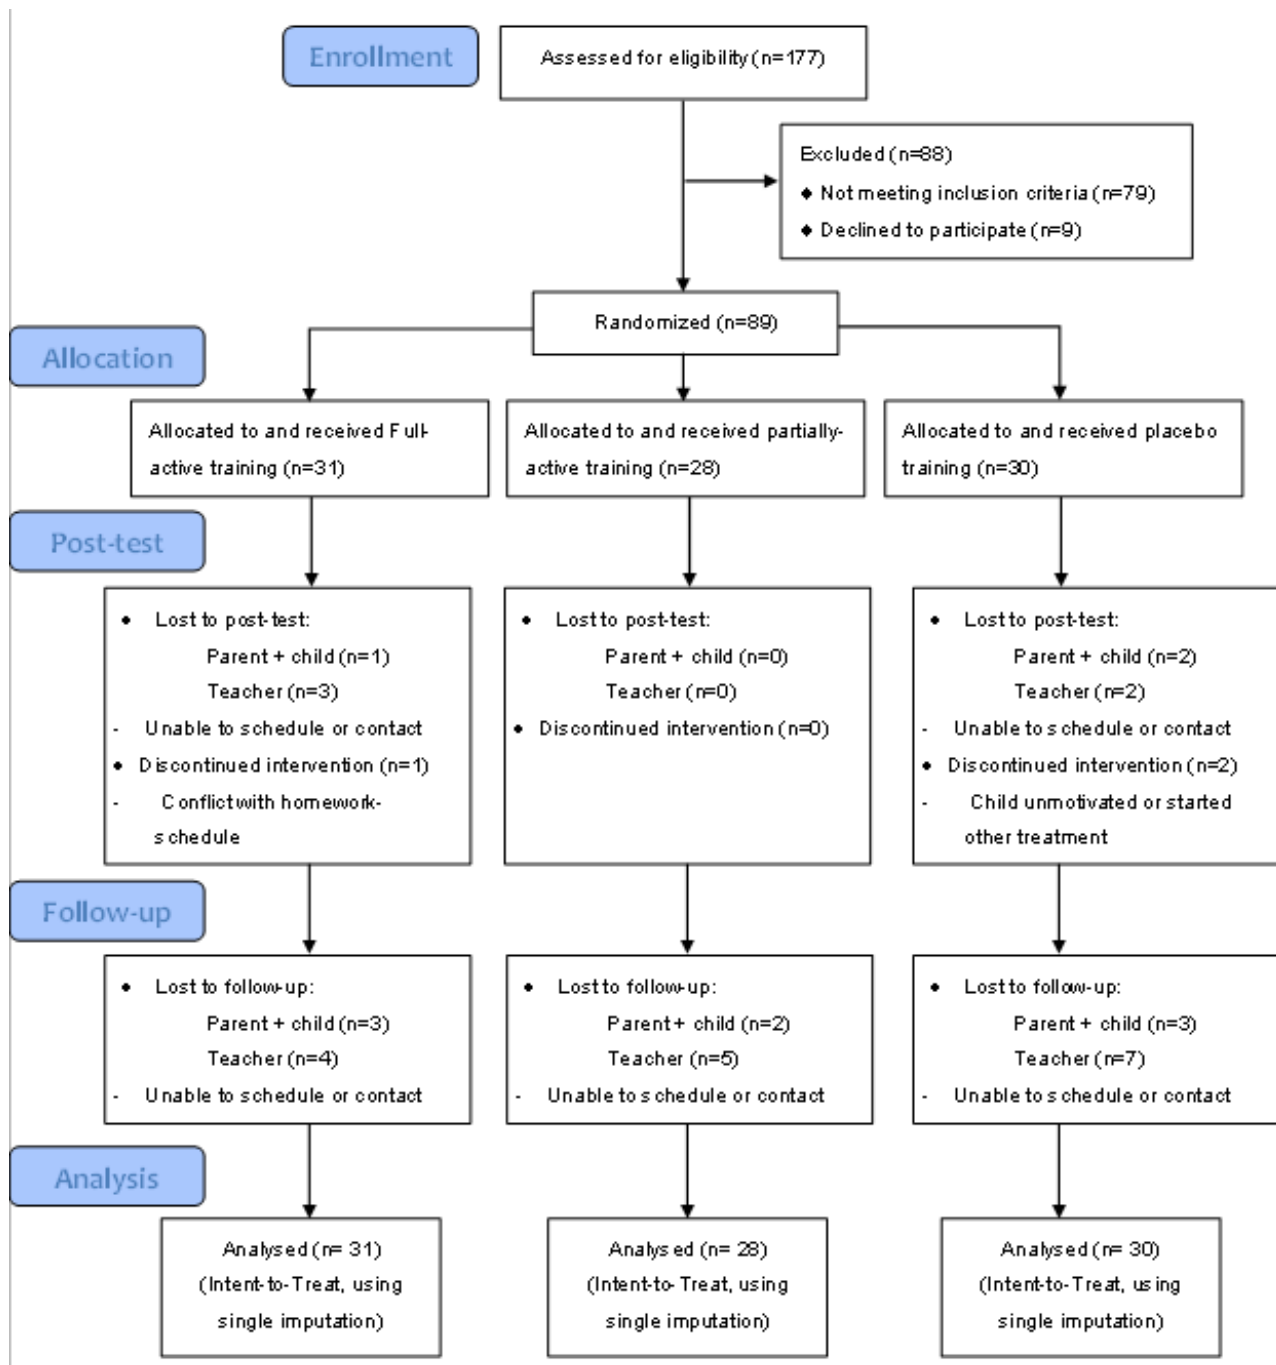 Enrollment
Assessed for eligibility (n=177)
Excluded (n=88)
◆ Not meeting inclusion criteria (n=79)
◆ Declined to participate (n=9)
Randomized (n=89)
Allocation
Allocated to and received Full-
active training (n=31)
Allocated to and received partially-
active training (n=28)
Allocated to and received placebo
training (n=30)
Post-test
• Lost to post-test:
Parent + child (n=1)
Teacher (n=3)
- Unable to schedule or contact
• Discontinued intervention (n=1)
- Conflict with homework-
schedule
• Lost to post-test:
Parent + child (n=0)
Teacher (n=0)
• Discontinued intervention (n=0)
• Lost to post-test:
Parent + child (n=2)
Teacher (n=2)
- Unable to schedule or contact
• Discontinued intervention (n=2)
- Child unmotivated or started
other treatment
Follow-up
• Lost to follow-up:
Parent + child (n=3)
Teacher (n=4)
- Unable to schedule or contact
• Lost to follow-up:
Parent + child (n=2)
Teacher (n=5)
- Unable to schedule or contact
• Lost to follow-up:
Parent + child (n=3)
Teacher (n=7)
- Unable to schedule or contact
Analysis
Analysed (n= 31)
(Intent-to-Treat, using
single imputation)
Analysed (n= 28)
(Intent-to-Treat, using
single imputation)
Analysed (n= 30)
(Intent-to-Treat, using
single imputation)